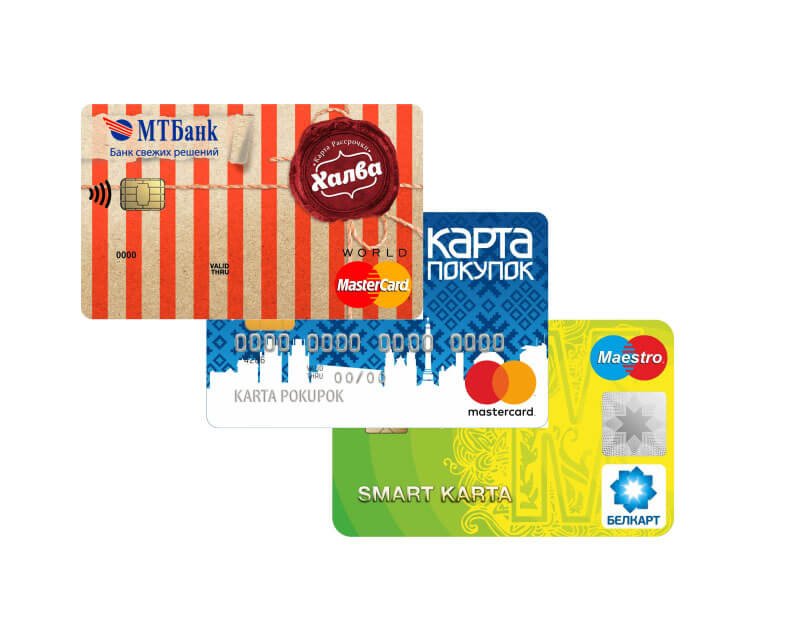 МТБанк
Банк свежих решений
Карта Рассрочки
Халва
0000
VALID
THRU
WORLD
MasterCard
КАРТА
ПОКУПОК
0000 0000 0000 0000
VALID
THRU
00/00
KARTA POKUPOK
mastercard
Maestro
SMART KARTA
БЕЛКАРТ